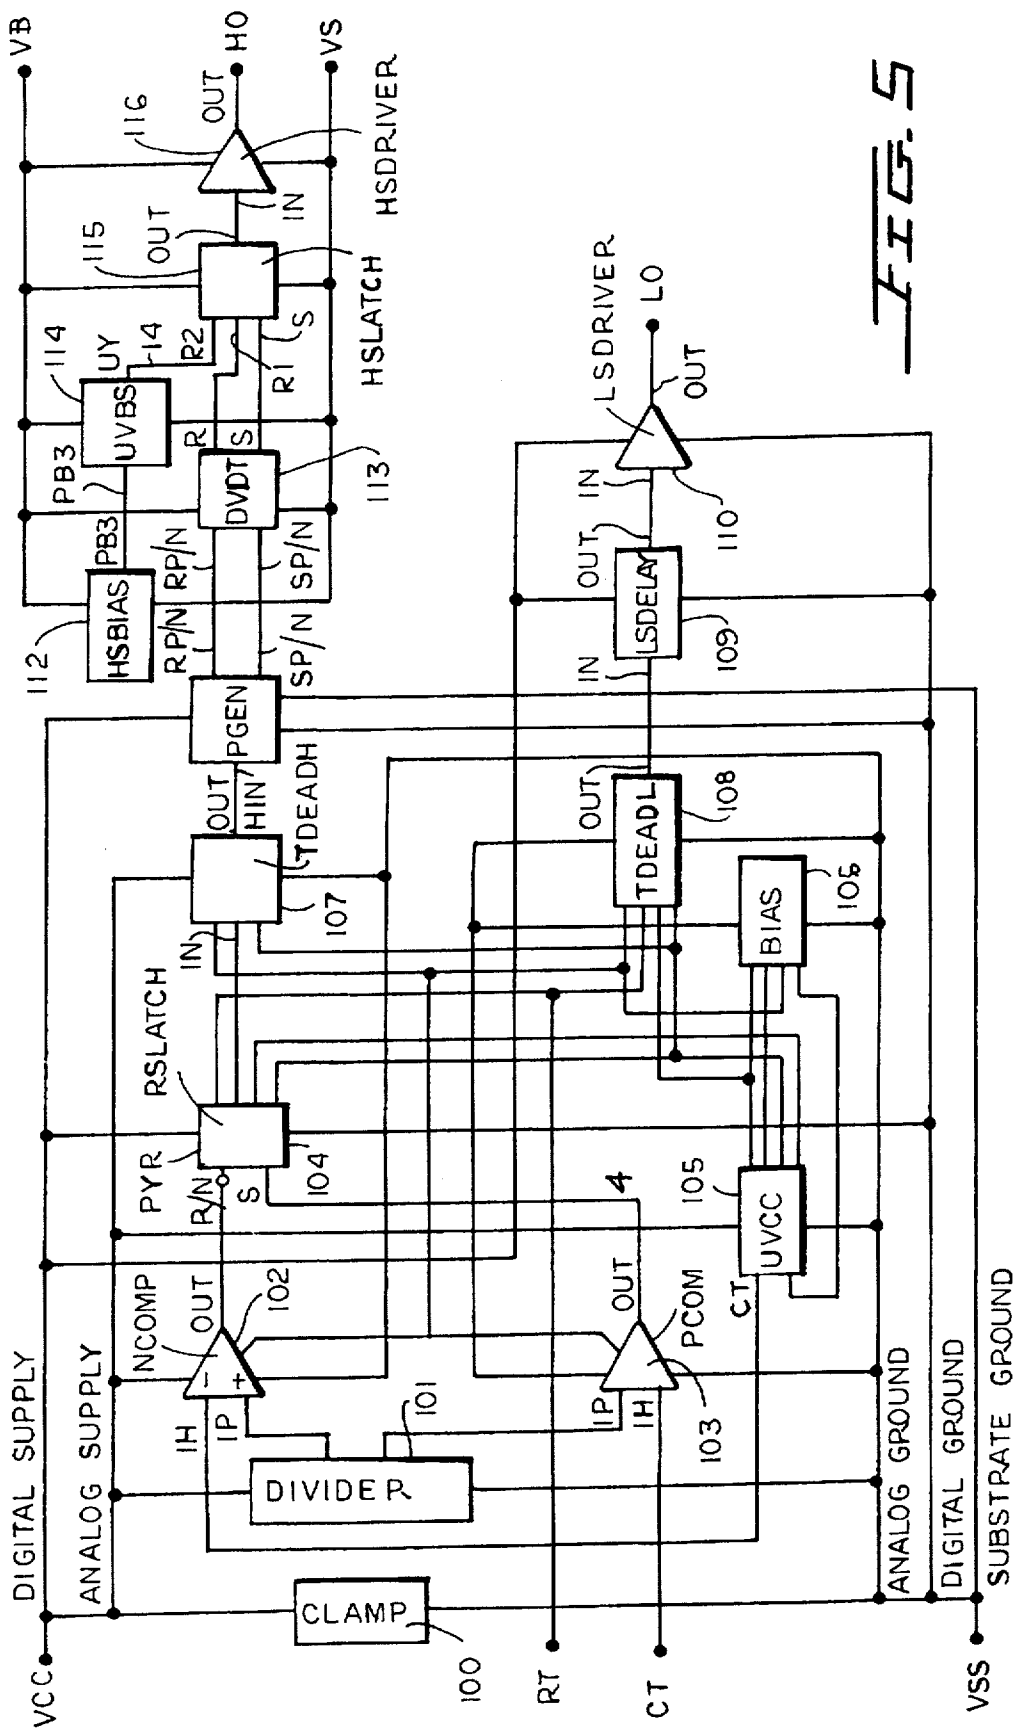 VCC
DIGITAL SUPPLY
ANALOG SUPPLY
CLAMP
100
RT
CT
VSS
ANALOG GROUND
DIGITAL GROUND
SUBSTRATE GROUND
DIVIDER
101
IH
IP
-
+
NCOMP
OUT
102
IP
IH
103
OUT
PCOM
4
PYR
R/N
S
104
RSLATCH
CT
UVCC
105
BIAS
106
IN
107
TDEADH
OUT
HIN
TDEADL
108
OUT
PGEN
IN
LSDELAY
109
OUT
IN
110
LSDRIVER
OUT
LO
RP/N
RP/N
SP/N
SP/N
112
HSBIAS
PB3
PB3
114
UVBS
UY
14
DVDT
113
R
S
R2
R1
S
115
HSLATCH
OUT
IN
116
HSDRIVER
OUT
VB
HO
VS
FIG. 5